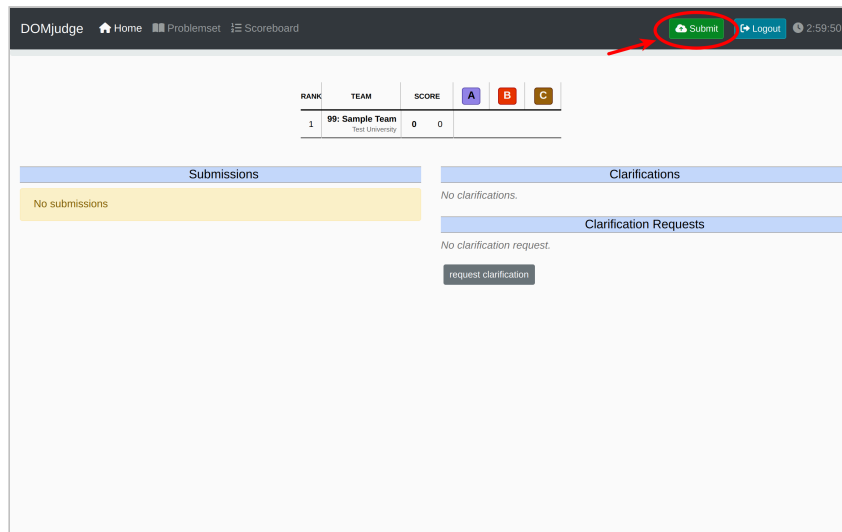 DOMjudge Home Problemset Scoreboard Submit Logout 2:59:50
RANK TEAM SCORE A B C
1 99: Sample Team 0 0
Test University
Submissions
No submissions
Clarifications
No clarifications.
Clarification Requests
No clarification request.
request clarification